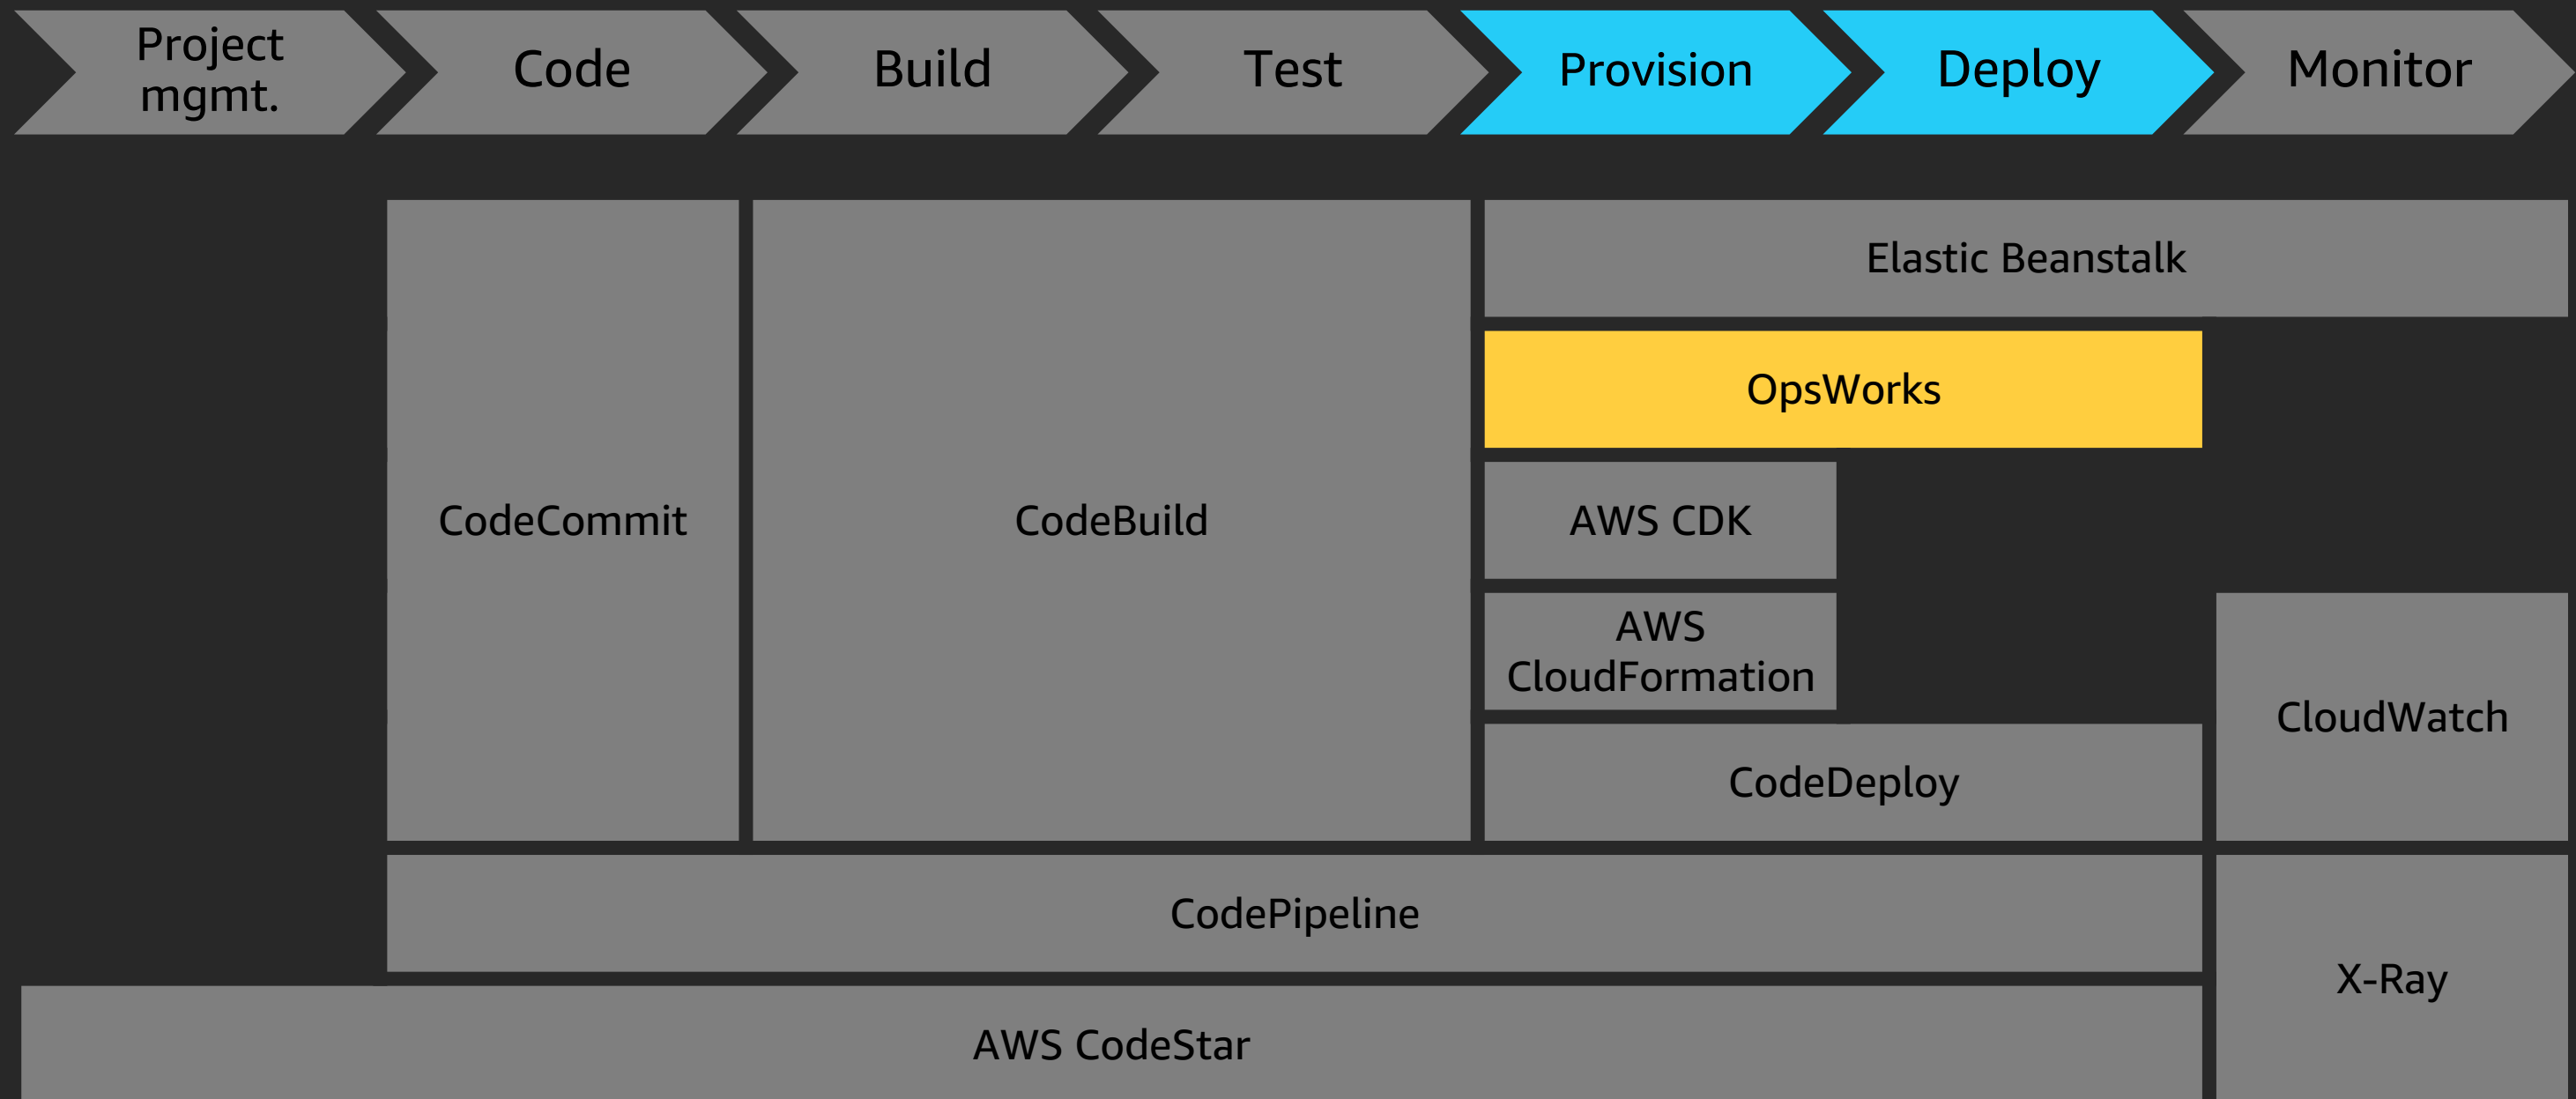 Project
mgmt.
Code
Build
Test
Provision
Deploy
Monitor
Elastic Beanstalk
OpsWorks
CodeCommit
CodeBuild
AWS CDK
AWS
CloudFormation
CloudWatch
CodeDeploy
CodePipeline
X-Ray
AWS CodeStar